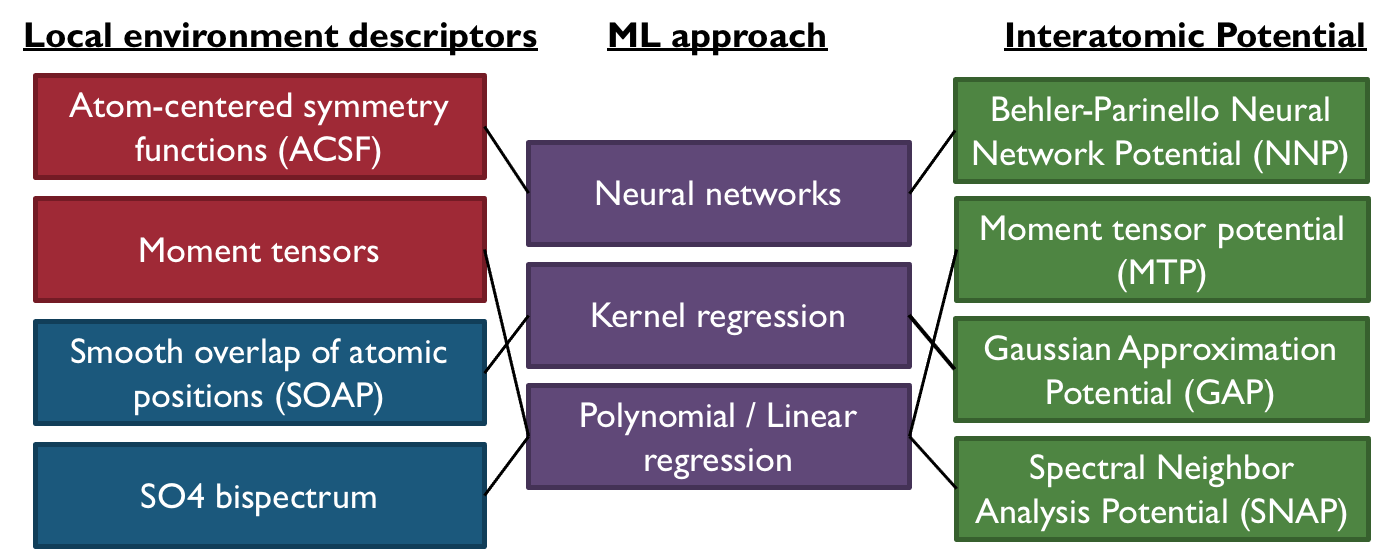 Local environment descriptors
ML approach
Interatomic Potential
Atom-centered symmetry
functions (ACSF)
Moment tensors
Smooth overlap of atomic
positions (SOAP)
SO4 bispectrum
Neural networks
Kernel regression
Polynomial / Linear
regression
Behler-Parinello Neural
Network Potential (NNP)
Moment tensor potential
(MTP)
Gaussian Approximation
Potential (GAP)
Spectral Neighbor
Analysis Potential (SNAP)